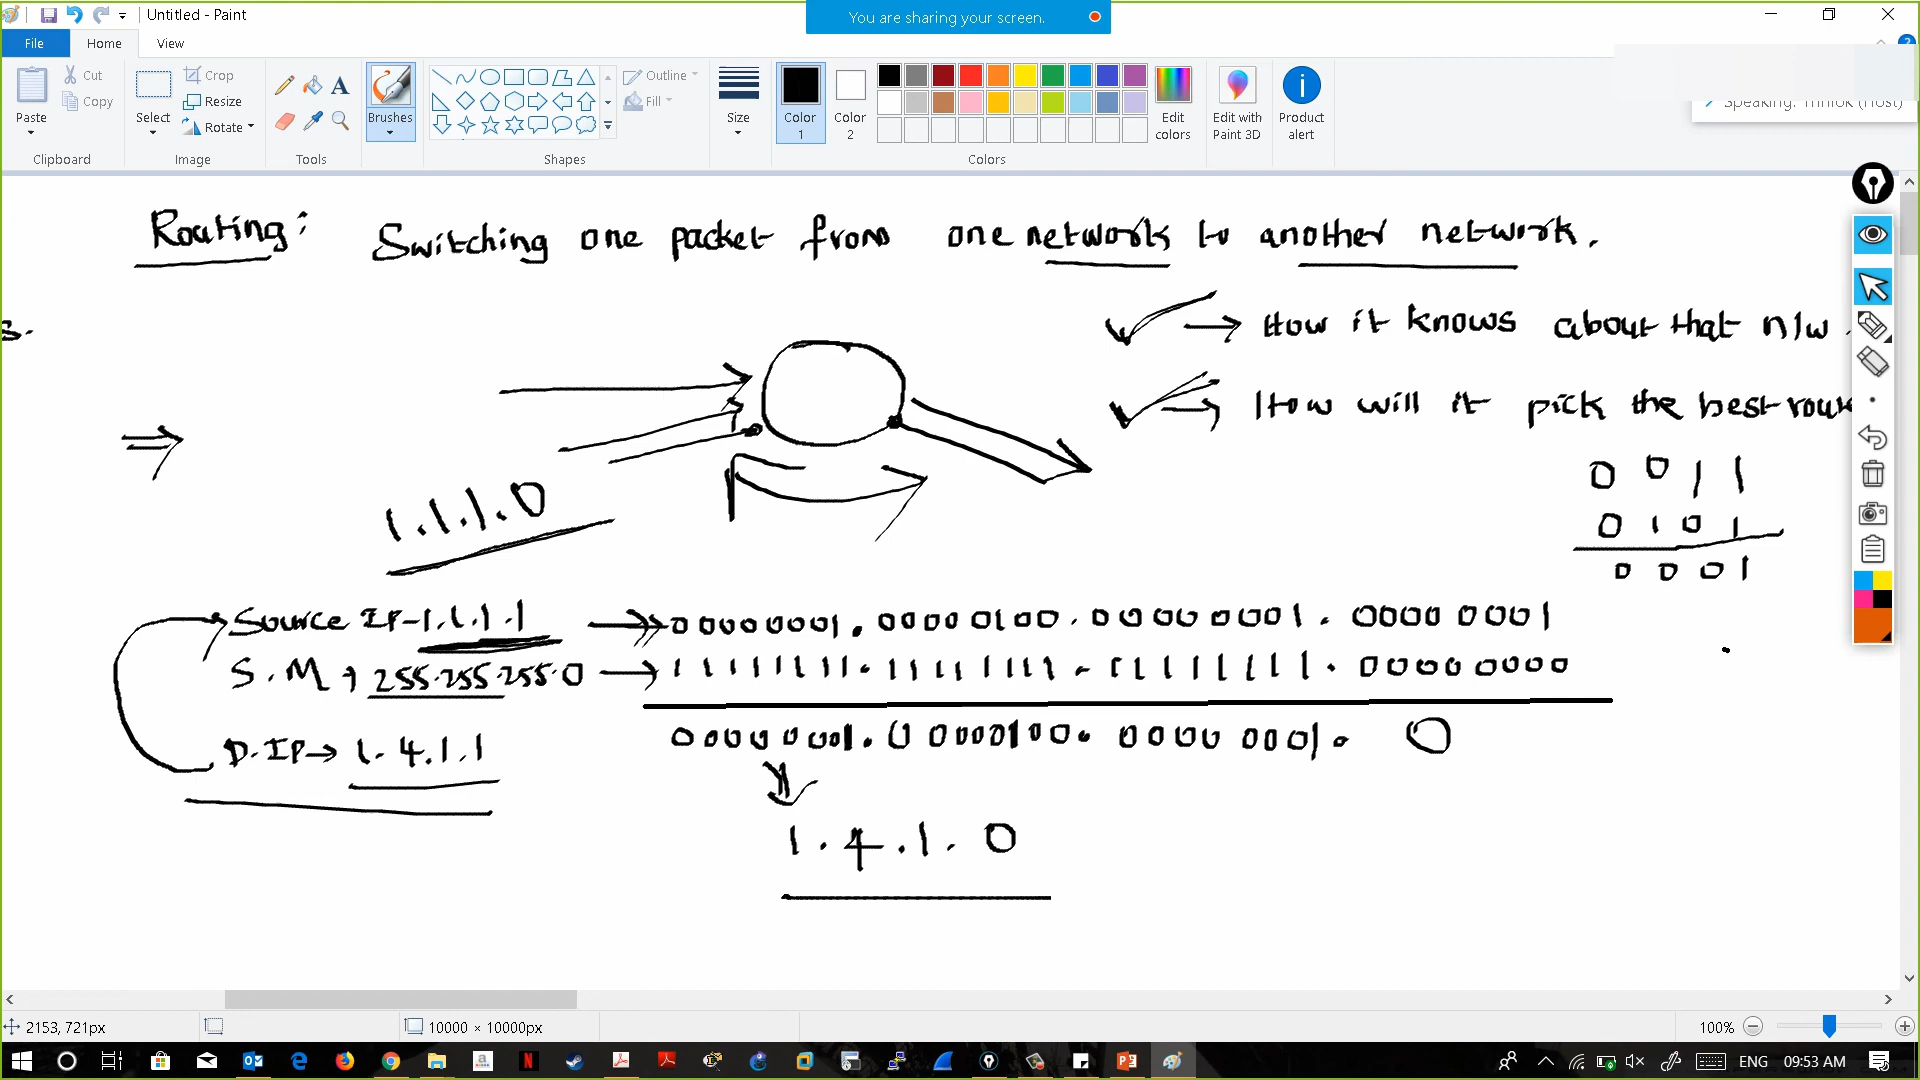 Untitled - Paint
You are sharing your screen.
File Home View
Cut
Copy
Paste
Clipboard
Crop
Resize
Rotate
Select
Image
Tools
Brushes
Shapes
Outline
Fill
Size
Color 1
Color 2
Colors
Edit colors
Edit with Paint 3D
Product alert
Routing: Switching one packet from one network to another network.
s.
→ How it knows about that n/w.
→ How will it pick the best route
0 0 1 1
0 1 0 1
0 0 0 1
1.1.1.0
Source IP-1.1.1.1 → 00000001.00000100.00000001.00000001
S.M → 255.255.255.0 → 11111111.11111111.11111111.00000000
00000001.00000100.00000001. 0
D.IP → 1.4.1.1
1.4.1.0
2153, 721px
10000 × 10000px
100%
ENG 09:53 AM